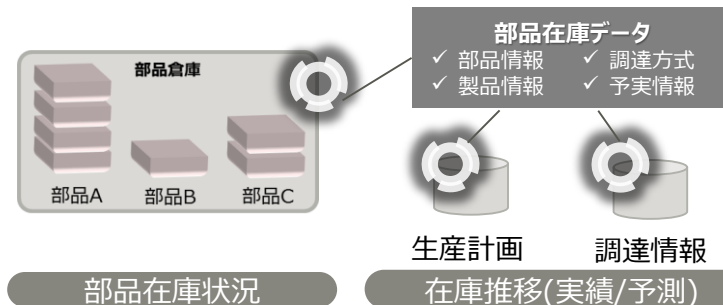 部品倉庫
部品A
部品B
部品C
部品在庫状況
部品在庫データ
✓ 部品情報 ✓ 調達方式
✓ 製品情報 ✓ 予実情報
生産計画
調達情報
在庫推移(実績/予測)